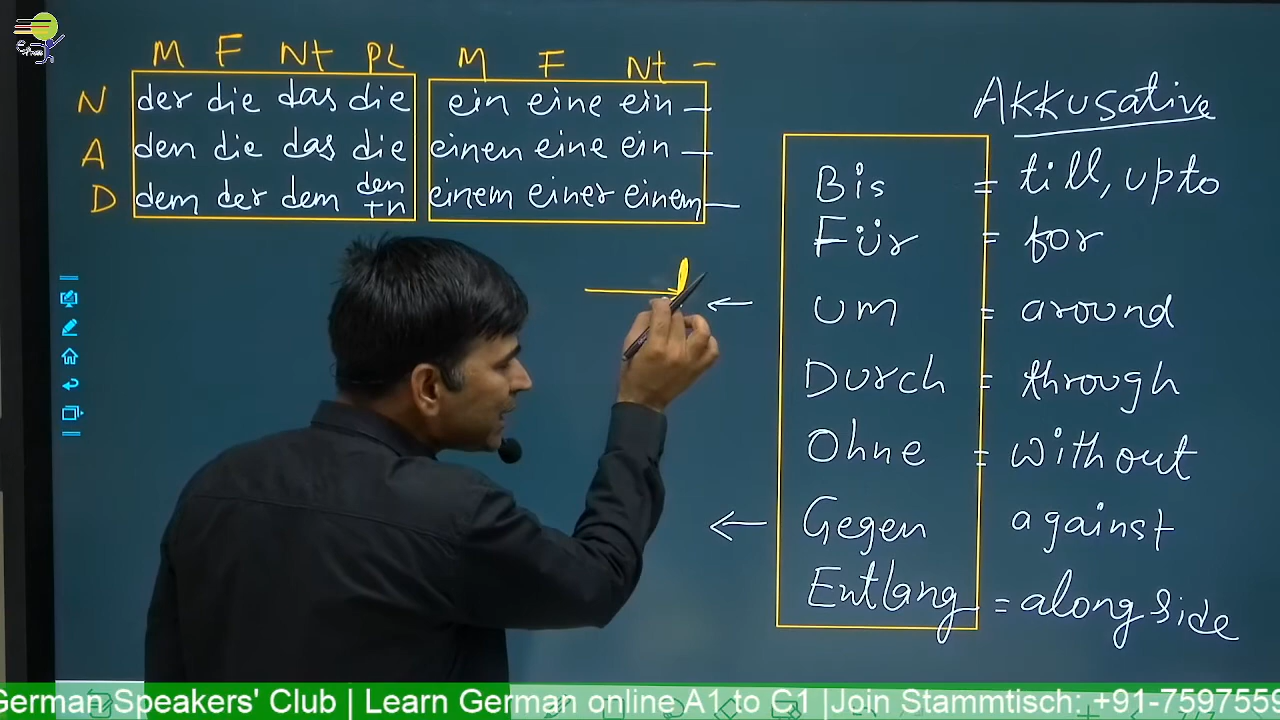 M F Nt PL
N der die das die
A den die das die
D dem der dem den +n
M F Nt –
ein eine ein –
einen eine ein –
einem einer einem –
Akkusative
Bis = till, upto
Für = for
um = around
Durch = through
Ohne = without
Gegen against
Entlang = along side
German Speakers' Club | Learn German online A1 to C1 |Join Stammtisch: +91-7597559